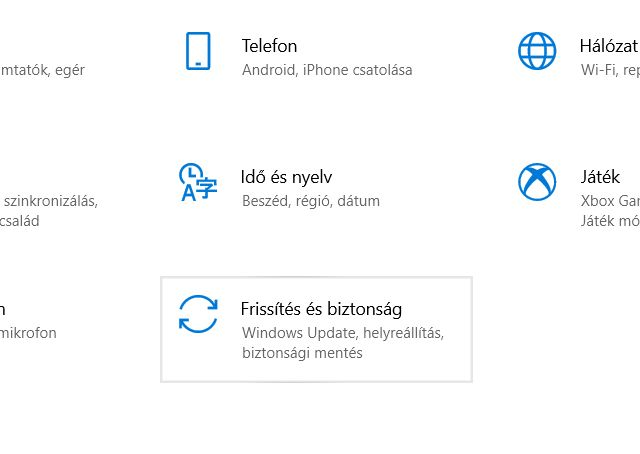 Telefon
Android, iPhone csatolása
Hálózat
Wi-Fi, rep
mtatók, egér
Idő és nyelv
Beszéd, régió, dátum
Játék
Xbox Gar
Játék mó
szinkronizálás,
család
Frissítés és biztonság
Windows Update, helyreállítás,
biztonsági mentés
mikrofon